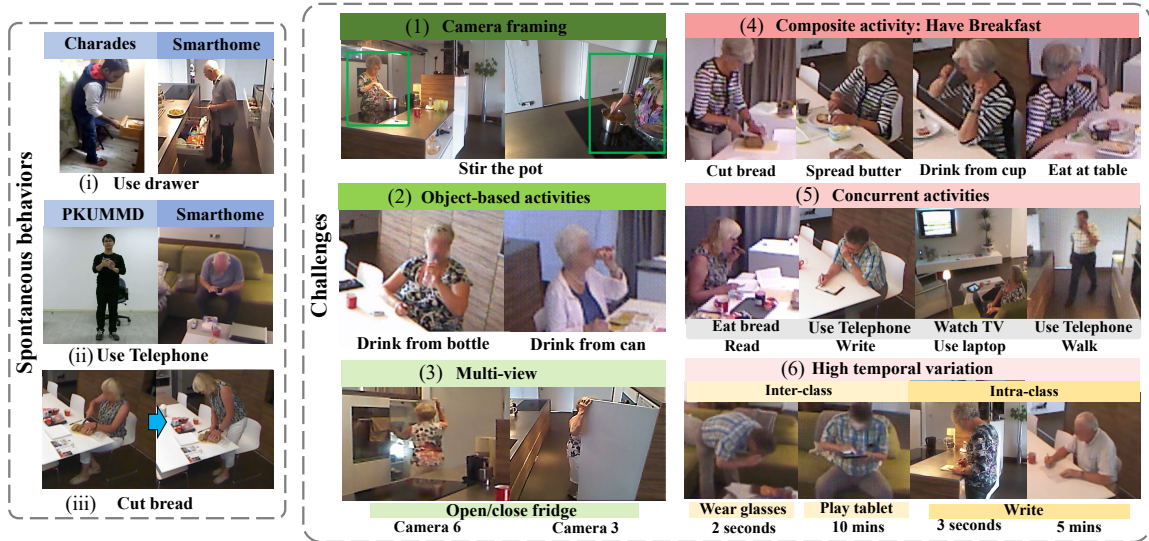 Spontaneous behaviors
Charades Smarthome
(i) Use drawer
PKUMMD Smarthome
(ii) Use Telephone
(iii) Cut bread
Challenges
(1) Camera framing
Stir the pot
(2) Object-based activities
Drink from bottle Drink from can
(3) Multi-view
Open/close fridge
Camera 6 Camera 3
(4) Composite activity: Have Breakfast
Cut bread Spread butter Drink from cup Eat at table
(5) Concurrent activities
Eat bread Use Telephone Watch TV Use Telephone
Read Write Use laptop Walk
(6) High temporal variation
Inter-class Intra-class
Wear glasses Play tablet Write
2 seconds 10 mins 3 seconds 5 mins